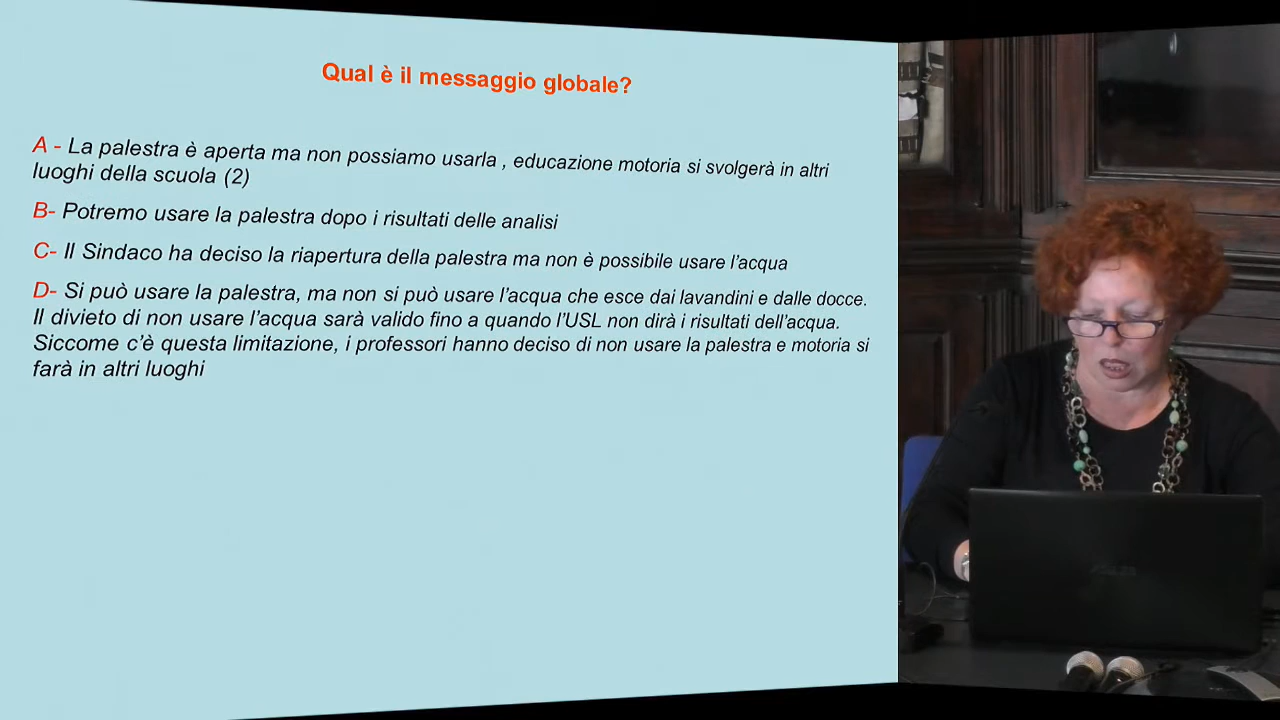 Qual è il messaggio globale?
A - La palestra è aperta ma non possiamo usarla , educazione motoria si svolgerà in altri
luoghi della scuola (2)
B- Potremo usare la palestra dopo i risultati delle analisi
C- Il Sindaco ha deciso la riapertura della palestra ma non è possibile usare l'acqua
D- Si può usare la palestra, ma non si può usare l'acqua che esce dai lavandini e dalle docce.
Il divieto di non usare l'acqua sarà valido fino a quando l'USL non dirà i risultati dell'acqua.
Siccome c'è questa limitazione, i professori hanno deciso di non usare la palestra e motoria si
farà in altri luoghi